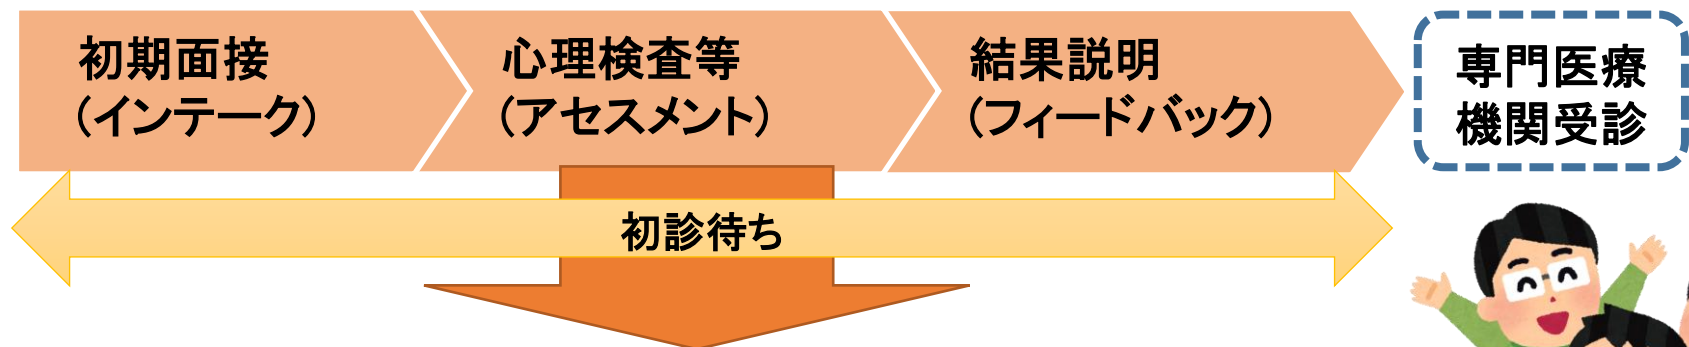 初期面接
（インテーク）
心理検査等
（アセスメント）
結果説明
（フィードバック）
専門医療
機関受診
初診待ち